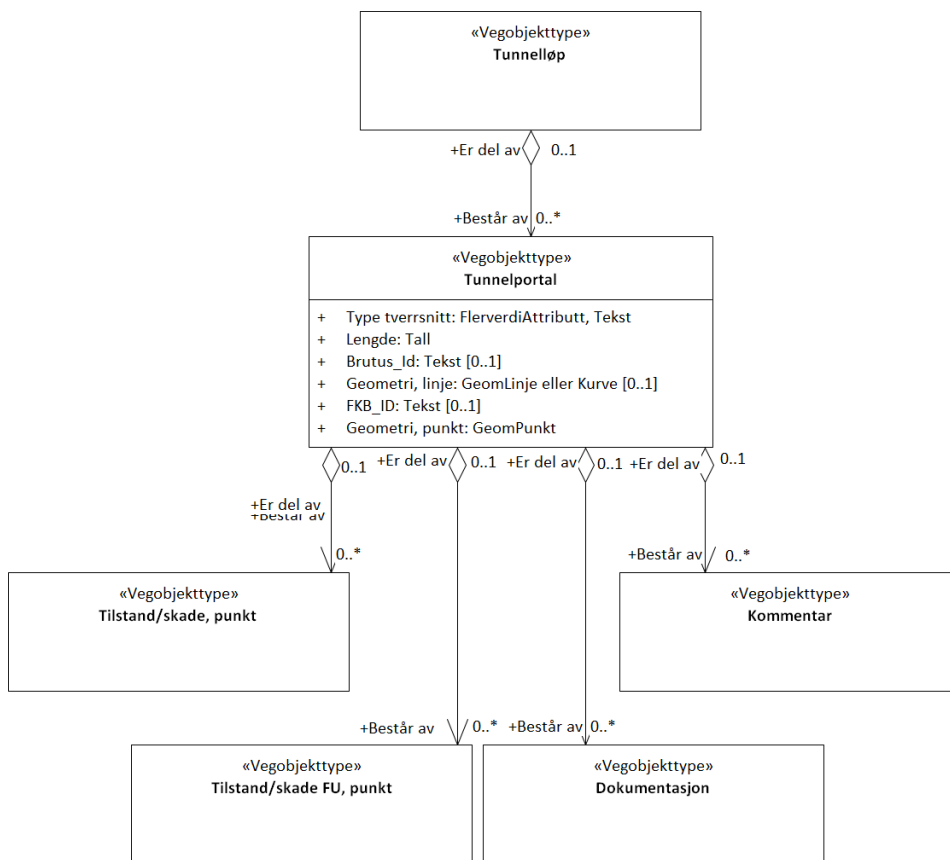 «Vegobjekttype»
Tunnelløp
+Er del av 0..1
+Består av 0..*
«Vegobjekttype»
Tunnelportal
+ Type tverrsnitt: FlerverdiAttributt, Tekst
+ Lengde: Tall
+ Brutus_Id: Tekst [0..1]
+ Geometri, linje: GeomLinje eller Kurve [0..1]
+ FKB_ID: Tekst [0..1]
+ Geometri, punkt: GeomPunkt
0..1 +Er del av 0..1 +Er del av 0..1 +Er del av 0..1
+Er del av
+Består av
0..* +Består av 0..*
«Vegobjekttype»
Tilstand/skade, punkt
«Vegobjekttype»
Kommentar
+Består av 0..* +Består av 0..*
«Vegobjekttype»
Tilstand/skade FU, punkt
«Vegobjekttype»
Dokumentasjon